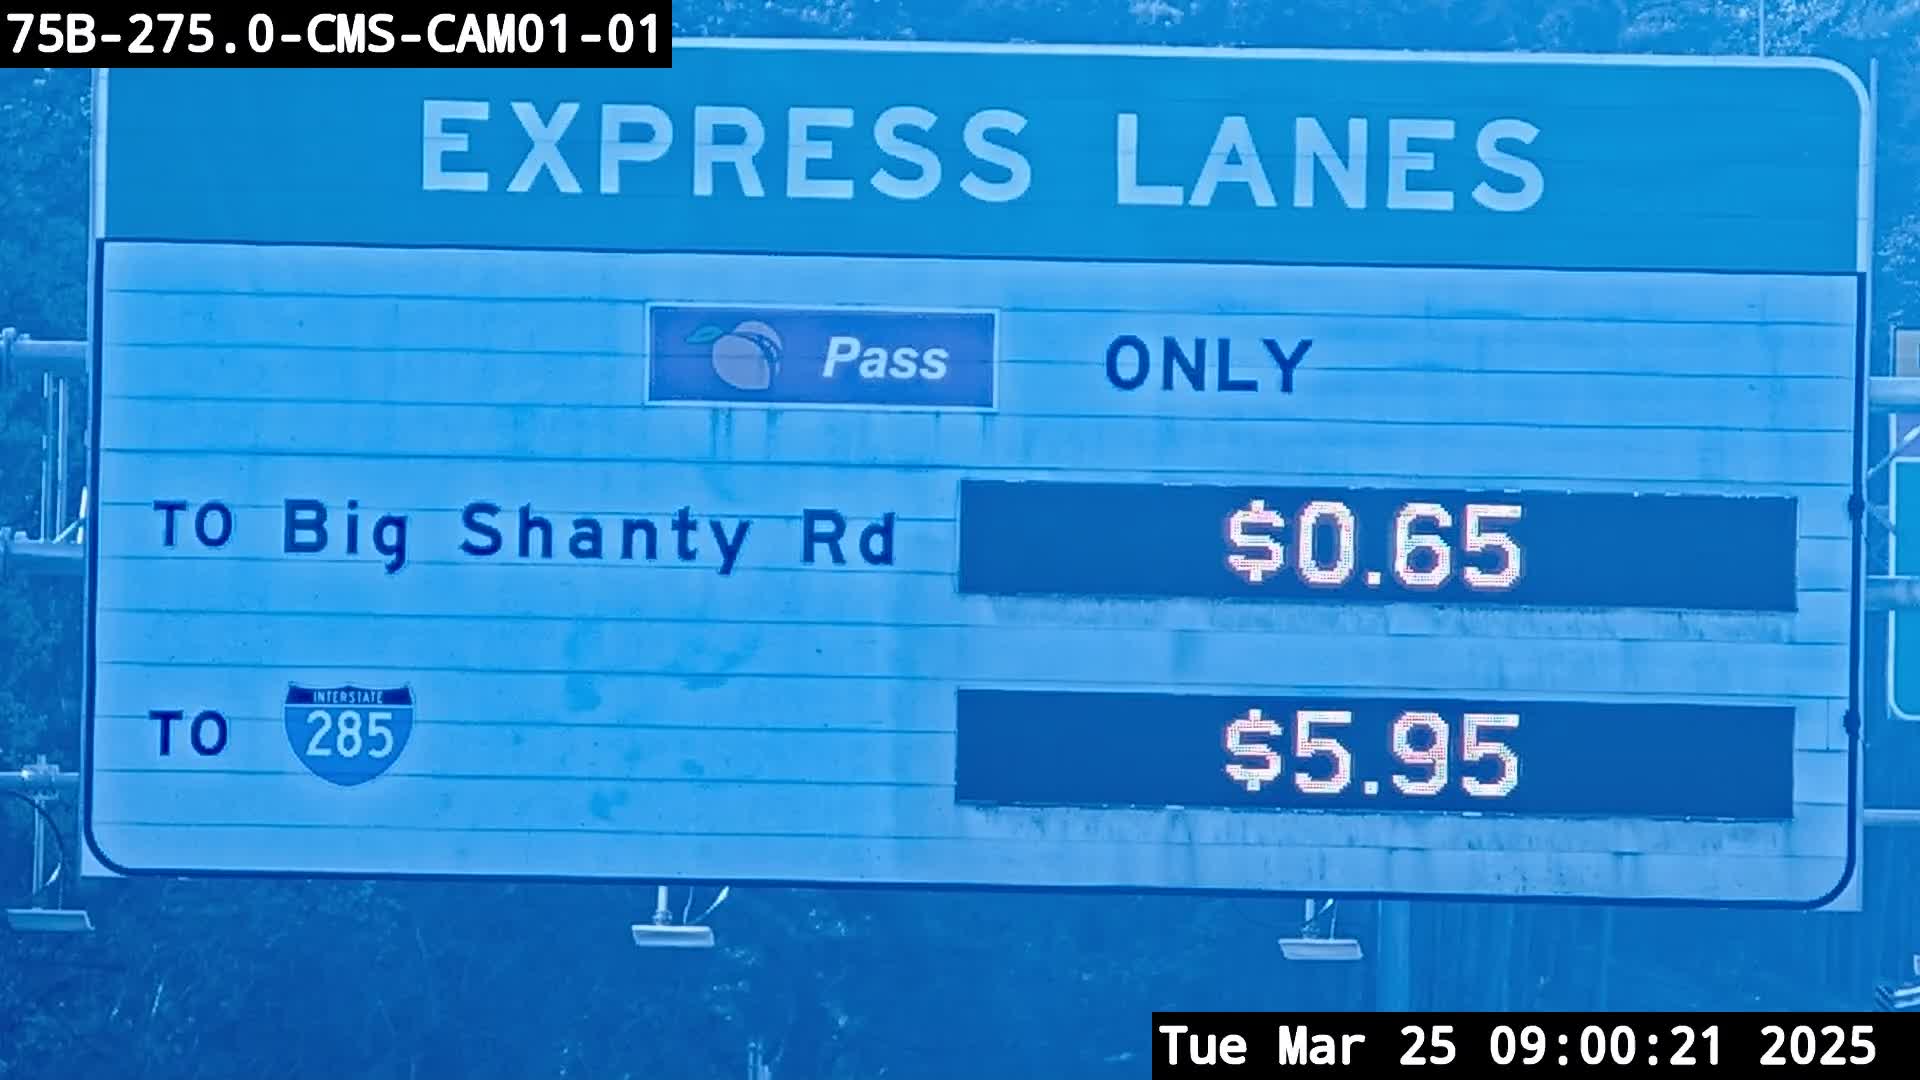 75B-275.0-CMS-CAM01-01
EXPRESS LANES
Pass ONLY
TO Big Shanty Rd $0.65
TO INTERSTATE 285 $5.95
Tue Mar 25 09:00:21 2025